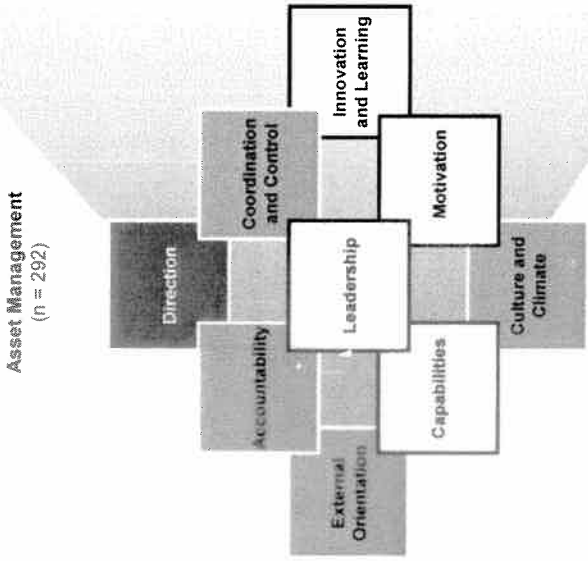 Asset Management
(n = 292)
Direction
Accountability
Coordination
and Control
External
Orientation
Leadership
Innovation
and Learning
Capabilities
Motivation
Culture and
Climate